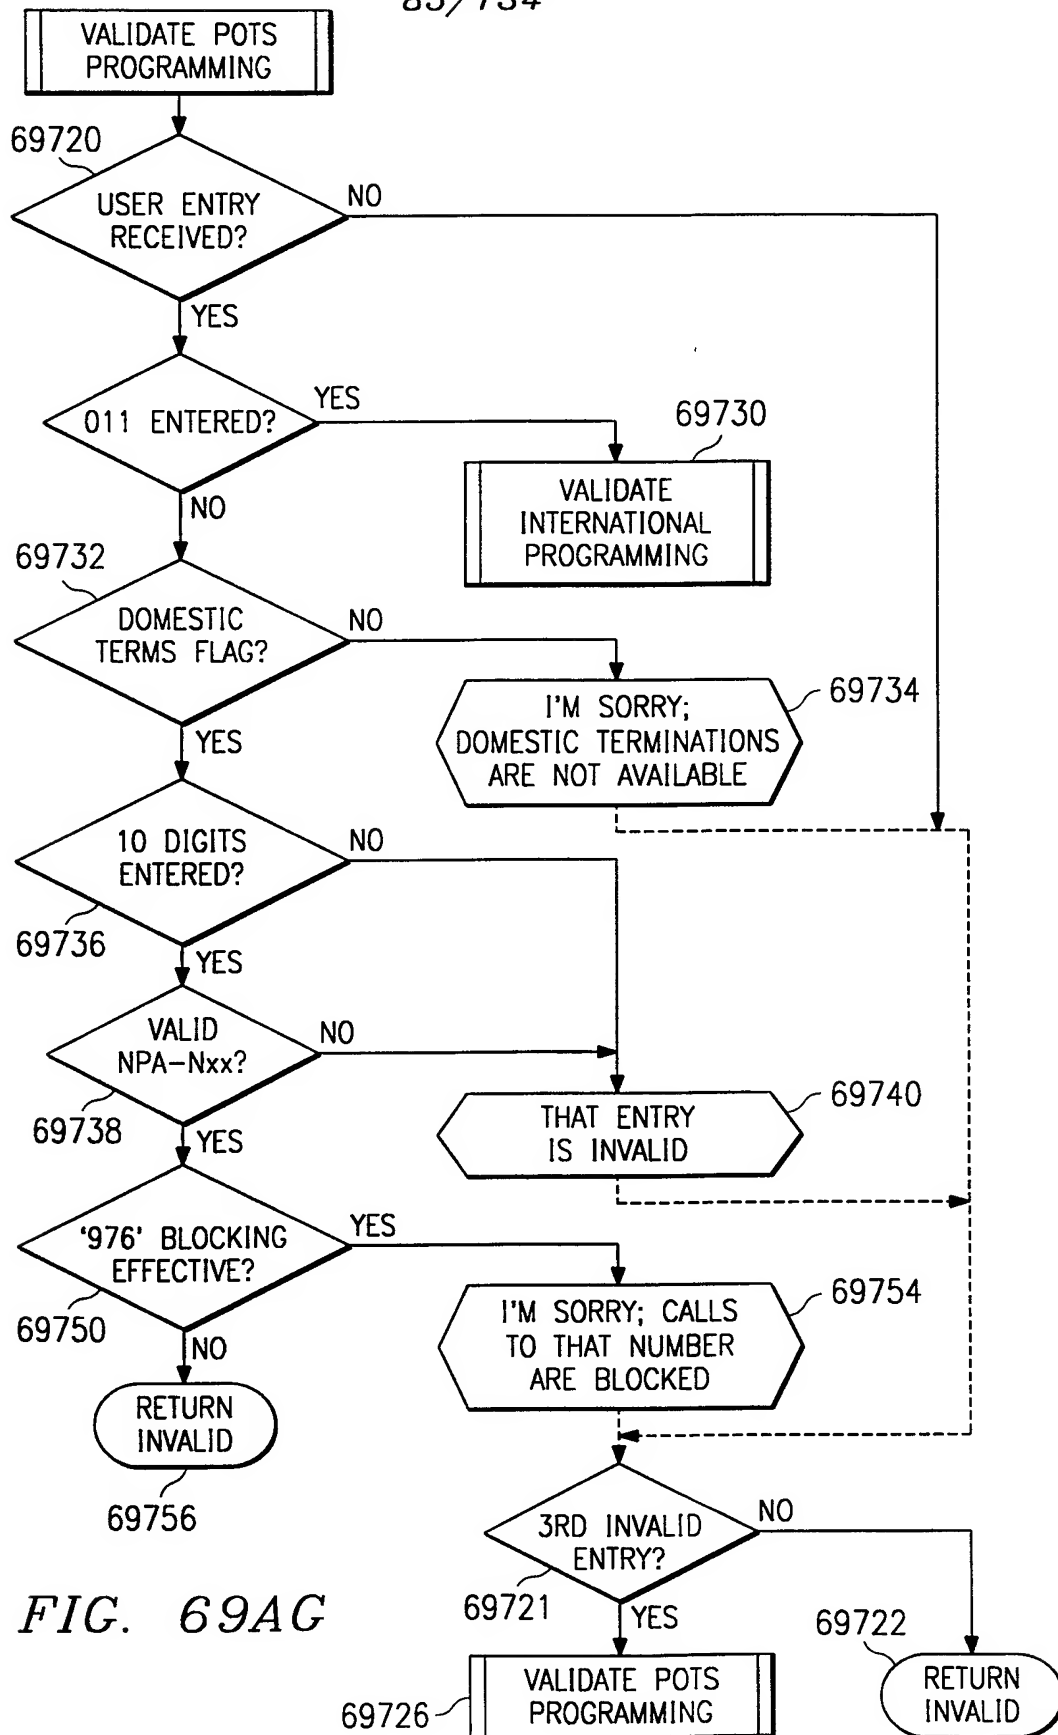 83/734
VALIDATE POTS
PROGRAMMING
69720
USER ENTRY
RECEIVED?
NO
YES
011 ENTERED?
YES
NO
69730
VALIDATE
INTERNATIONAL
PROGRAMMING
69732
DOMESTIC
TERMS FLAG?
NO
YES
69734
I'M SORRY;
DOMESTIC TERMINATIONS
ARE NOT AVAILABLE
10 DIGITS
ENTERED?
NO
69736
YES
VALID
NPA-Nxx?
NO
69738
YES
69740
THAT ENTRY
IS INVALID
'976' BLOCKING
EFFECTIVE?
YES
69750
NO
69754
I'M SORRY; CALLS
TO THAT NUMBER
ARE BLOCKED
RETURN
INVALID
69756
3RD INVALID
ENTRY?
NO
69721
YES
FIG. 69AG
69722
RETURN
INVALID
VALIDATE POTS
PROGRAMMING
69726